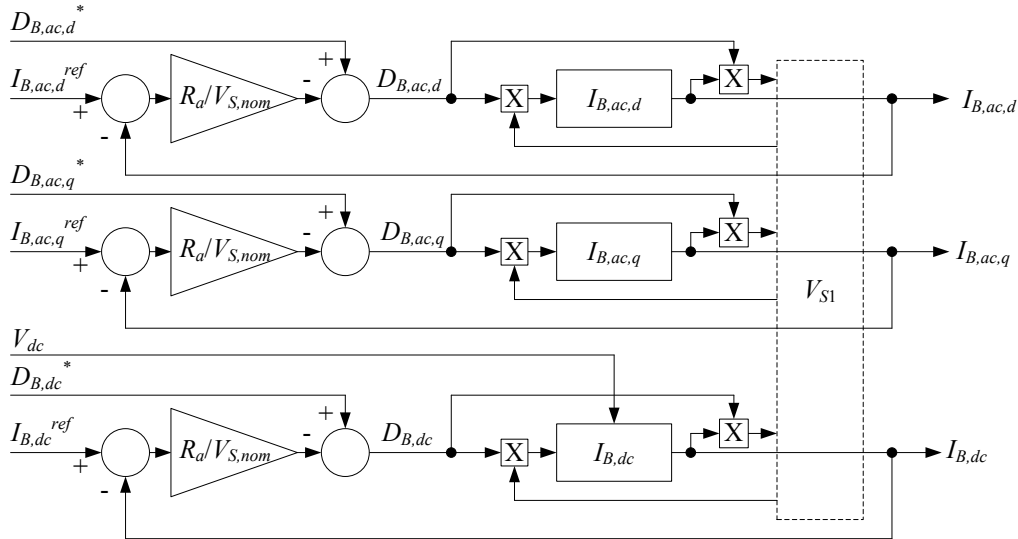 D_{B,ac,d}^*
+
I_{B,ac,d}^{ref}
R_a/V_{S,nom}
-
D_{B,ac,d}
X
X
I_{B,ac,d}
I_{B,ac,d}
+
-
D_{B,ac,q}^*
+
I_{B,ac,q}^{ref}
R_a/V_{S,nom}
-
D_{B,ac,q}
X
X
I_{B,ac,q}
I_{B,ac,q}
+
-
V_{S1}
V_{dc}
D_{B,dc}^*
+
I_{B,dc}^{ref}
R_a/V_{S,nom}
-
D_{B,dc}
X
X
I_{B,dc}
I_{B,dc}
+
-